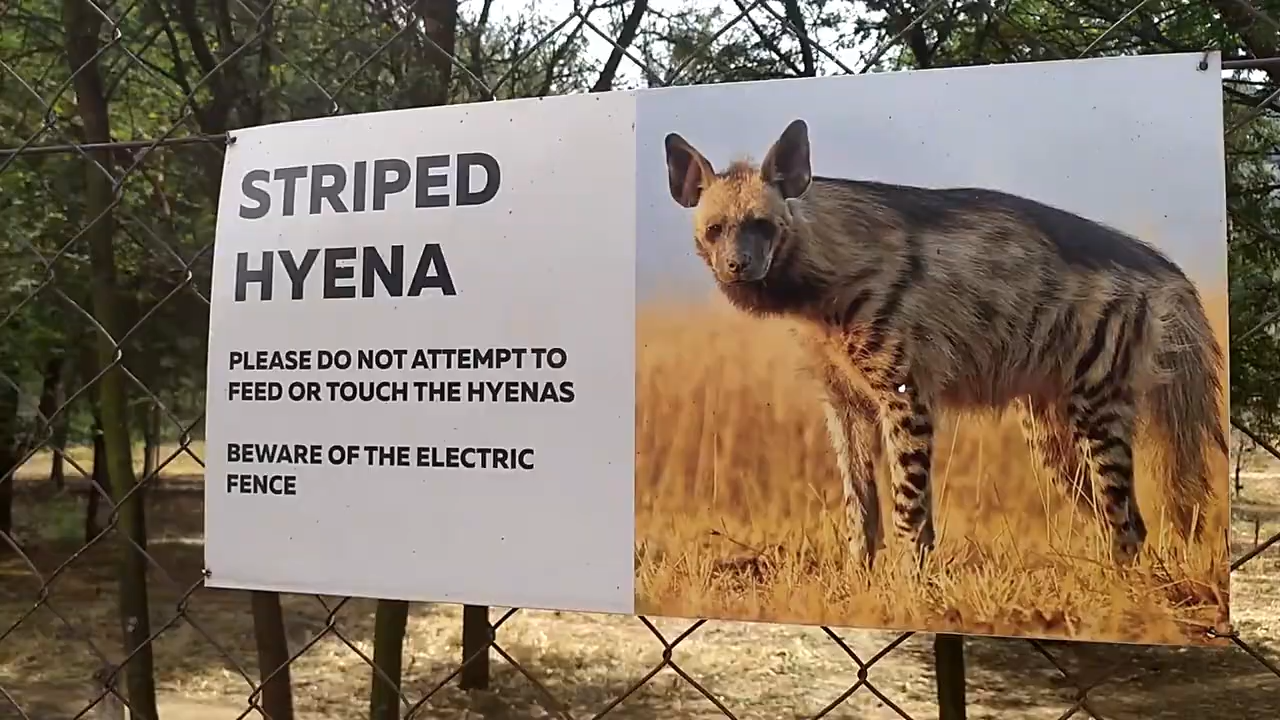 STRIPED
HYENA
PLEASE DO NOT ATTEMPT TO
FEED OR TOUCH THE HYENAS
BEWARE OF THE ELECTRIC
FENCE